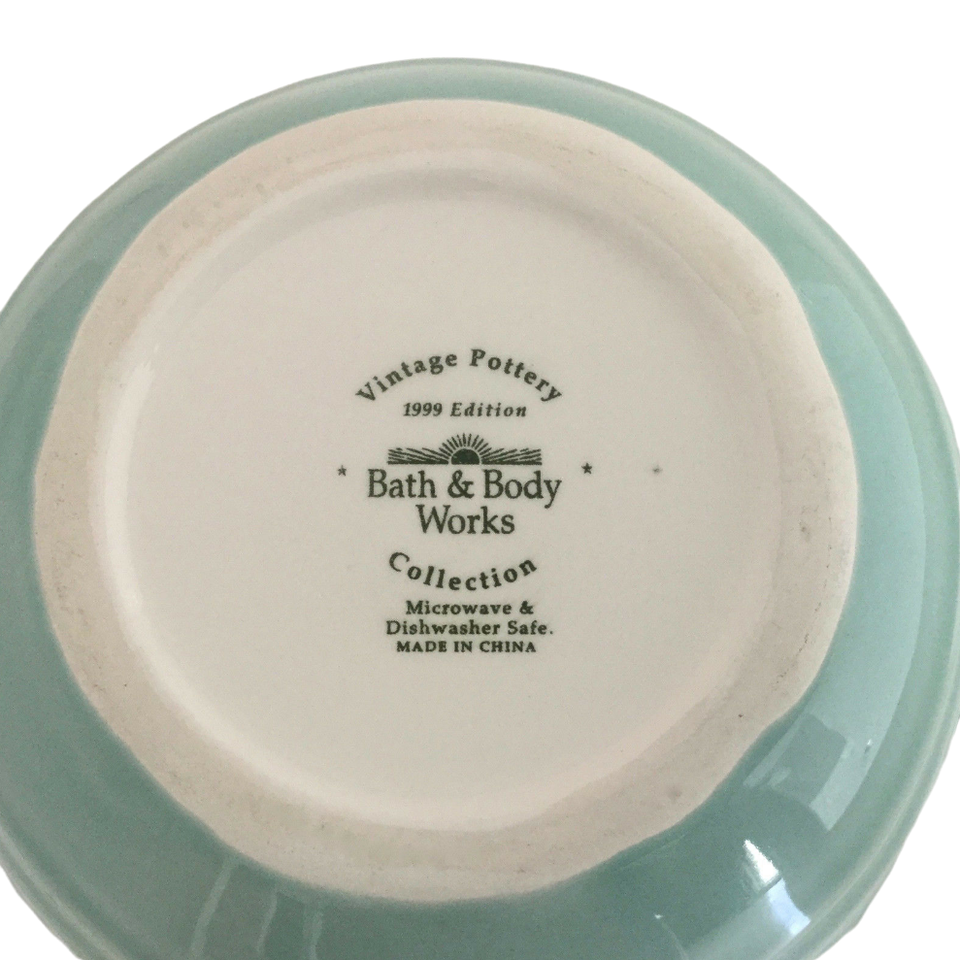 Vintage Pottery
1999 Edition
Bath & Body
Works
Collection
Microwave &
Dishwasher Safe.
MADE IN CHINA